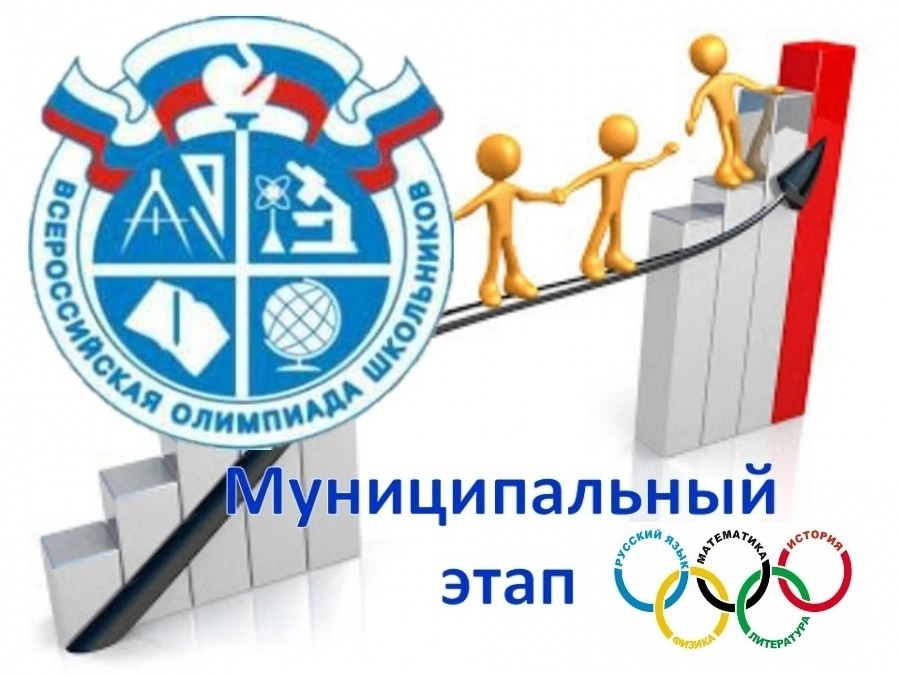 ВСЕРОССИЙСКАЯ ОЛИМПИАДА ШКОЛЬНИКОВ
Муниципальный
этап
РУССКИЙ ЯЗЫК
МАТЕМАТИКА
ИСТОРИЯ
ФИЗИКА
ЛИТЕРАТУРА